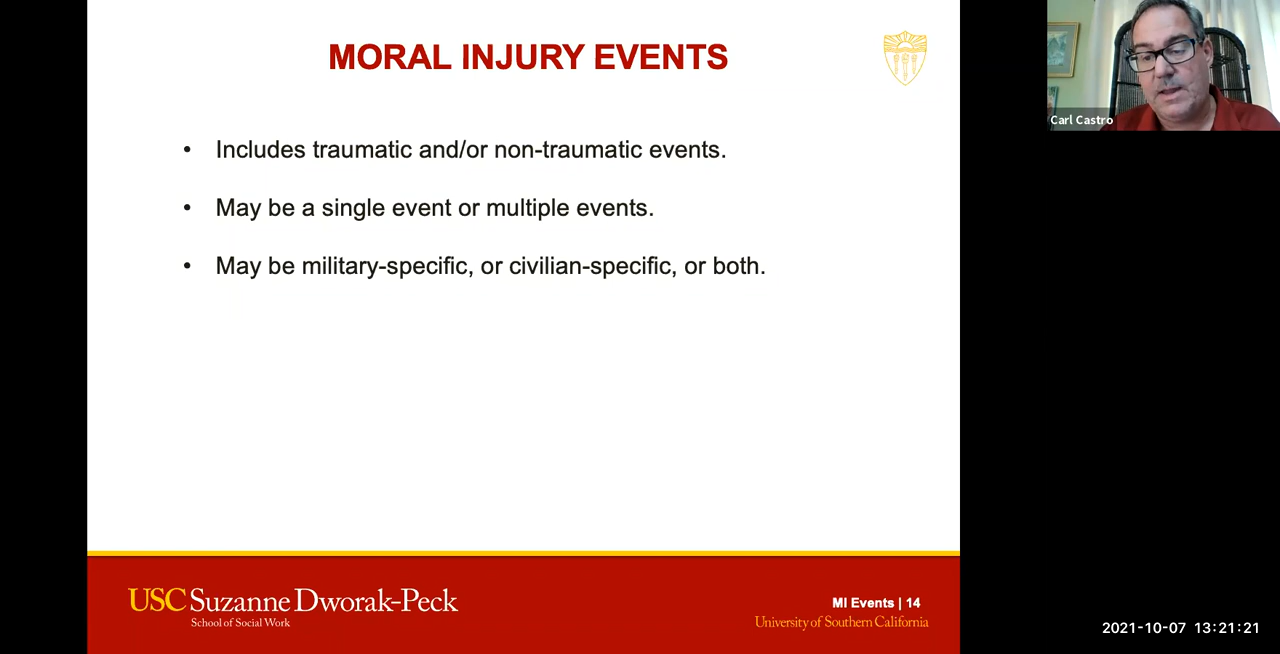 MORAL INJURY EVENTS
Carl Castro
• Includes traumatic and/or non-traumatic events.
• May be a single event or multiple events.
• May be military-specific, or civilian-specific, or both.
USC Suzanne Dworak-Peck
School of Social Work
MI Events | 14
University of Southern California
2021-10-07 13:21:21